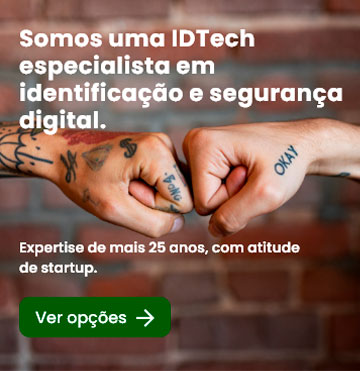 Somos uma IDTech
especialista em
identificação e segurança
digital.
OKAY
Expertise de mais 25 anos, com atitude
de startup.
Ver opções →